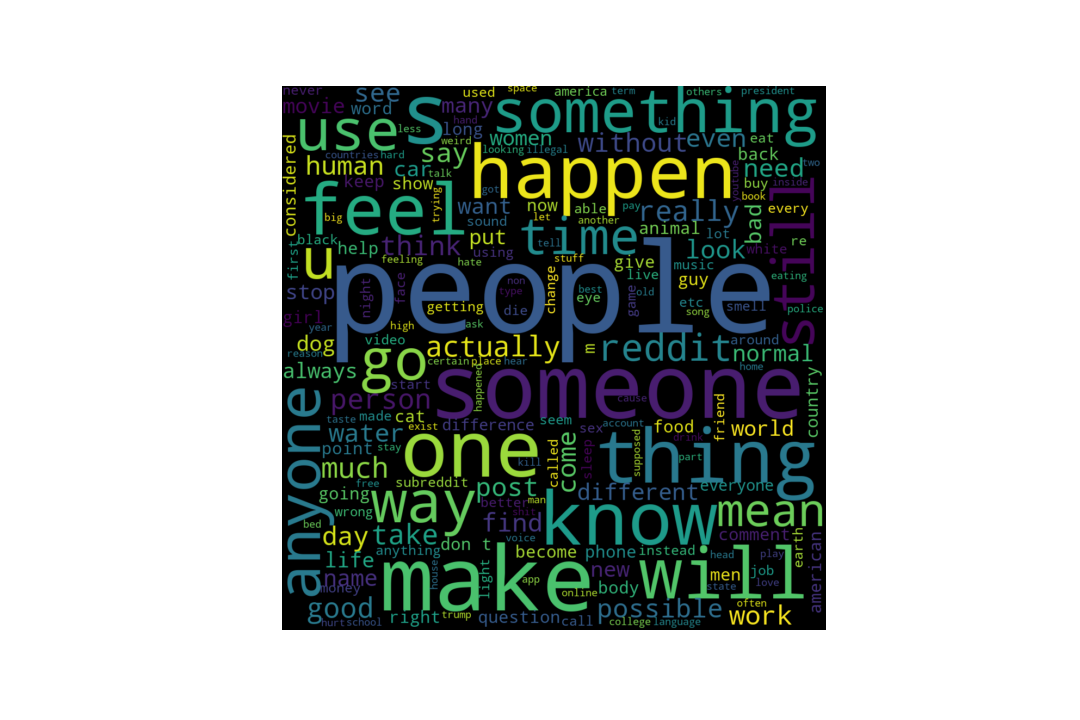 never
see
used
space
america
term
others
president
movie
word
s
many
something
kid
use
less
hand
long
weird
women
without
even
eat
considered
countries
hard
say
looking
illegal
happen
back
two
human
car
talk
need
youtube
inside
keep
show
got
buy
book
feel
trying
want
now
able
pay
really
every
big
sound
let
another
bad
still
first
black
help
think
put
time
tell
animal
lot
white
re
u
feeling
hate
using
stuff
give
look
live
music
eating
stop
night
face
people
non
type
change
best
eye
game
old
guy
etc
song
smell
police
girl
getting
die
year
high
ask
dog
video
actually
m
reddit
around
normal
reason
go
certain
place
hear
home
always
start
happened
someone
country
person
cause
anyone
taste
made
cat
difference
seem
sex
account
friend
water
exist
one
food
world
point
stay
called
come
sleep
thing
supposed
drink
much
kill
part
going
free
subreddit
post
different
everyone
wrong
way
better
man
bed
shit
find
know
mean
day
take
voice
comment
earth
anything
don t
become
phone
instead
head
play
american
life
name
money
house
make
light
app
new
body
will
men
job
state
love
online
good
hurt
school
right
trump
question
call
possible
college
language
often
work